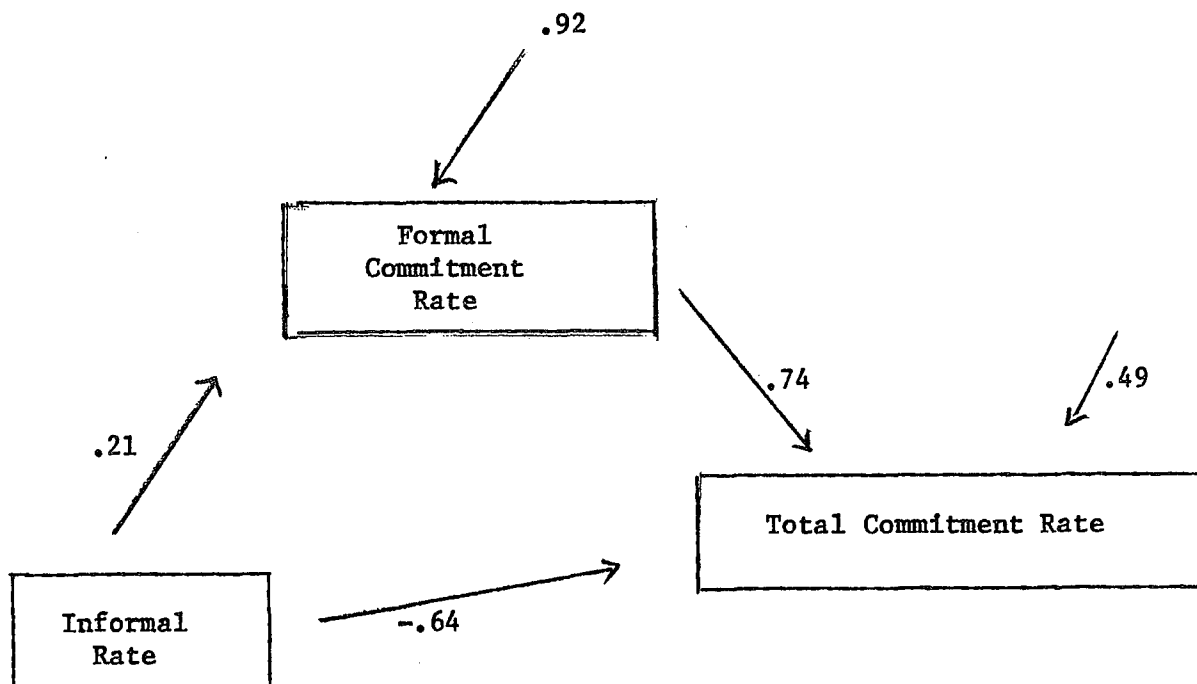 .92
Formal
Commitment
Rate
.74
.49
.21
Total Commitment Rate
-.64
Informal
Rate